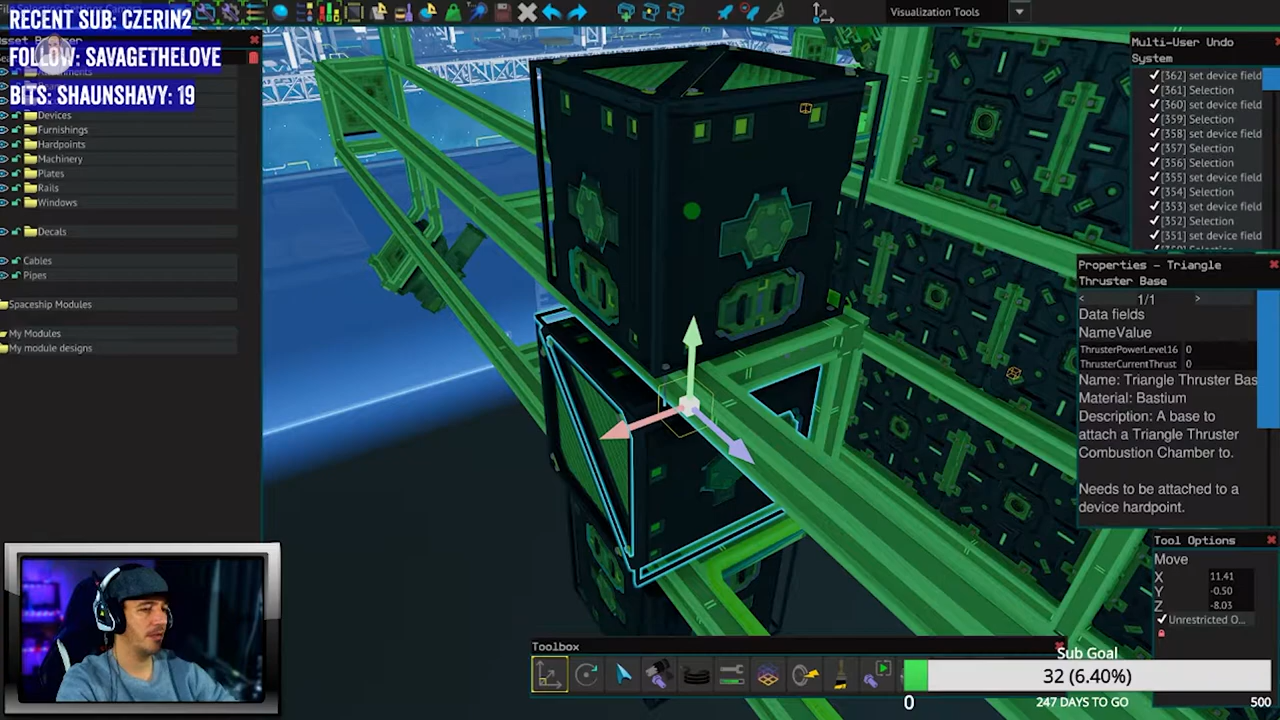 RECENT SUB: CZERIN2
FOLLOW: SAVAGETHELOVE
BITS: SHAUNSHAVY: 19
Devices
Furnishings
Hardpoints
Machinery
Plates
Rails
Windows
Decals
Cables
Pipes
Spaceship Modules
My Modules
My module designs
Visualization Tools
Multi-User Undo
System
[362] set device field
[361] Selection
[360] set device field
[359] Selection
[358] set device field
[357] Selection
[356] Selection
[355] set device field
[354] Selection
[353] set device field
[352] Selection
[351] set device field
Properties - Triangle
Thruster Base
< 1/1 >
Data fields
NameValue
ThrusterPowerLevel16 0
ThrusterCurrentThrust 0
Name: Triangle Thruster Bas
Material: Bastium
Description: A base to
attach a Triangle Thruster
Combustion Chamber to.
Needs to be attached to a
device hardpoint.
Tool Options
Move
X 11.41
Y -0.50
Z -8.03
Unrestricted O...
Toolbox
Sub Goal
32 (6.40%)
0
247 DAYS TO GO
500